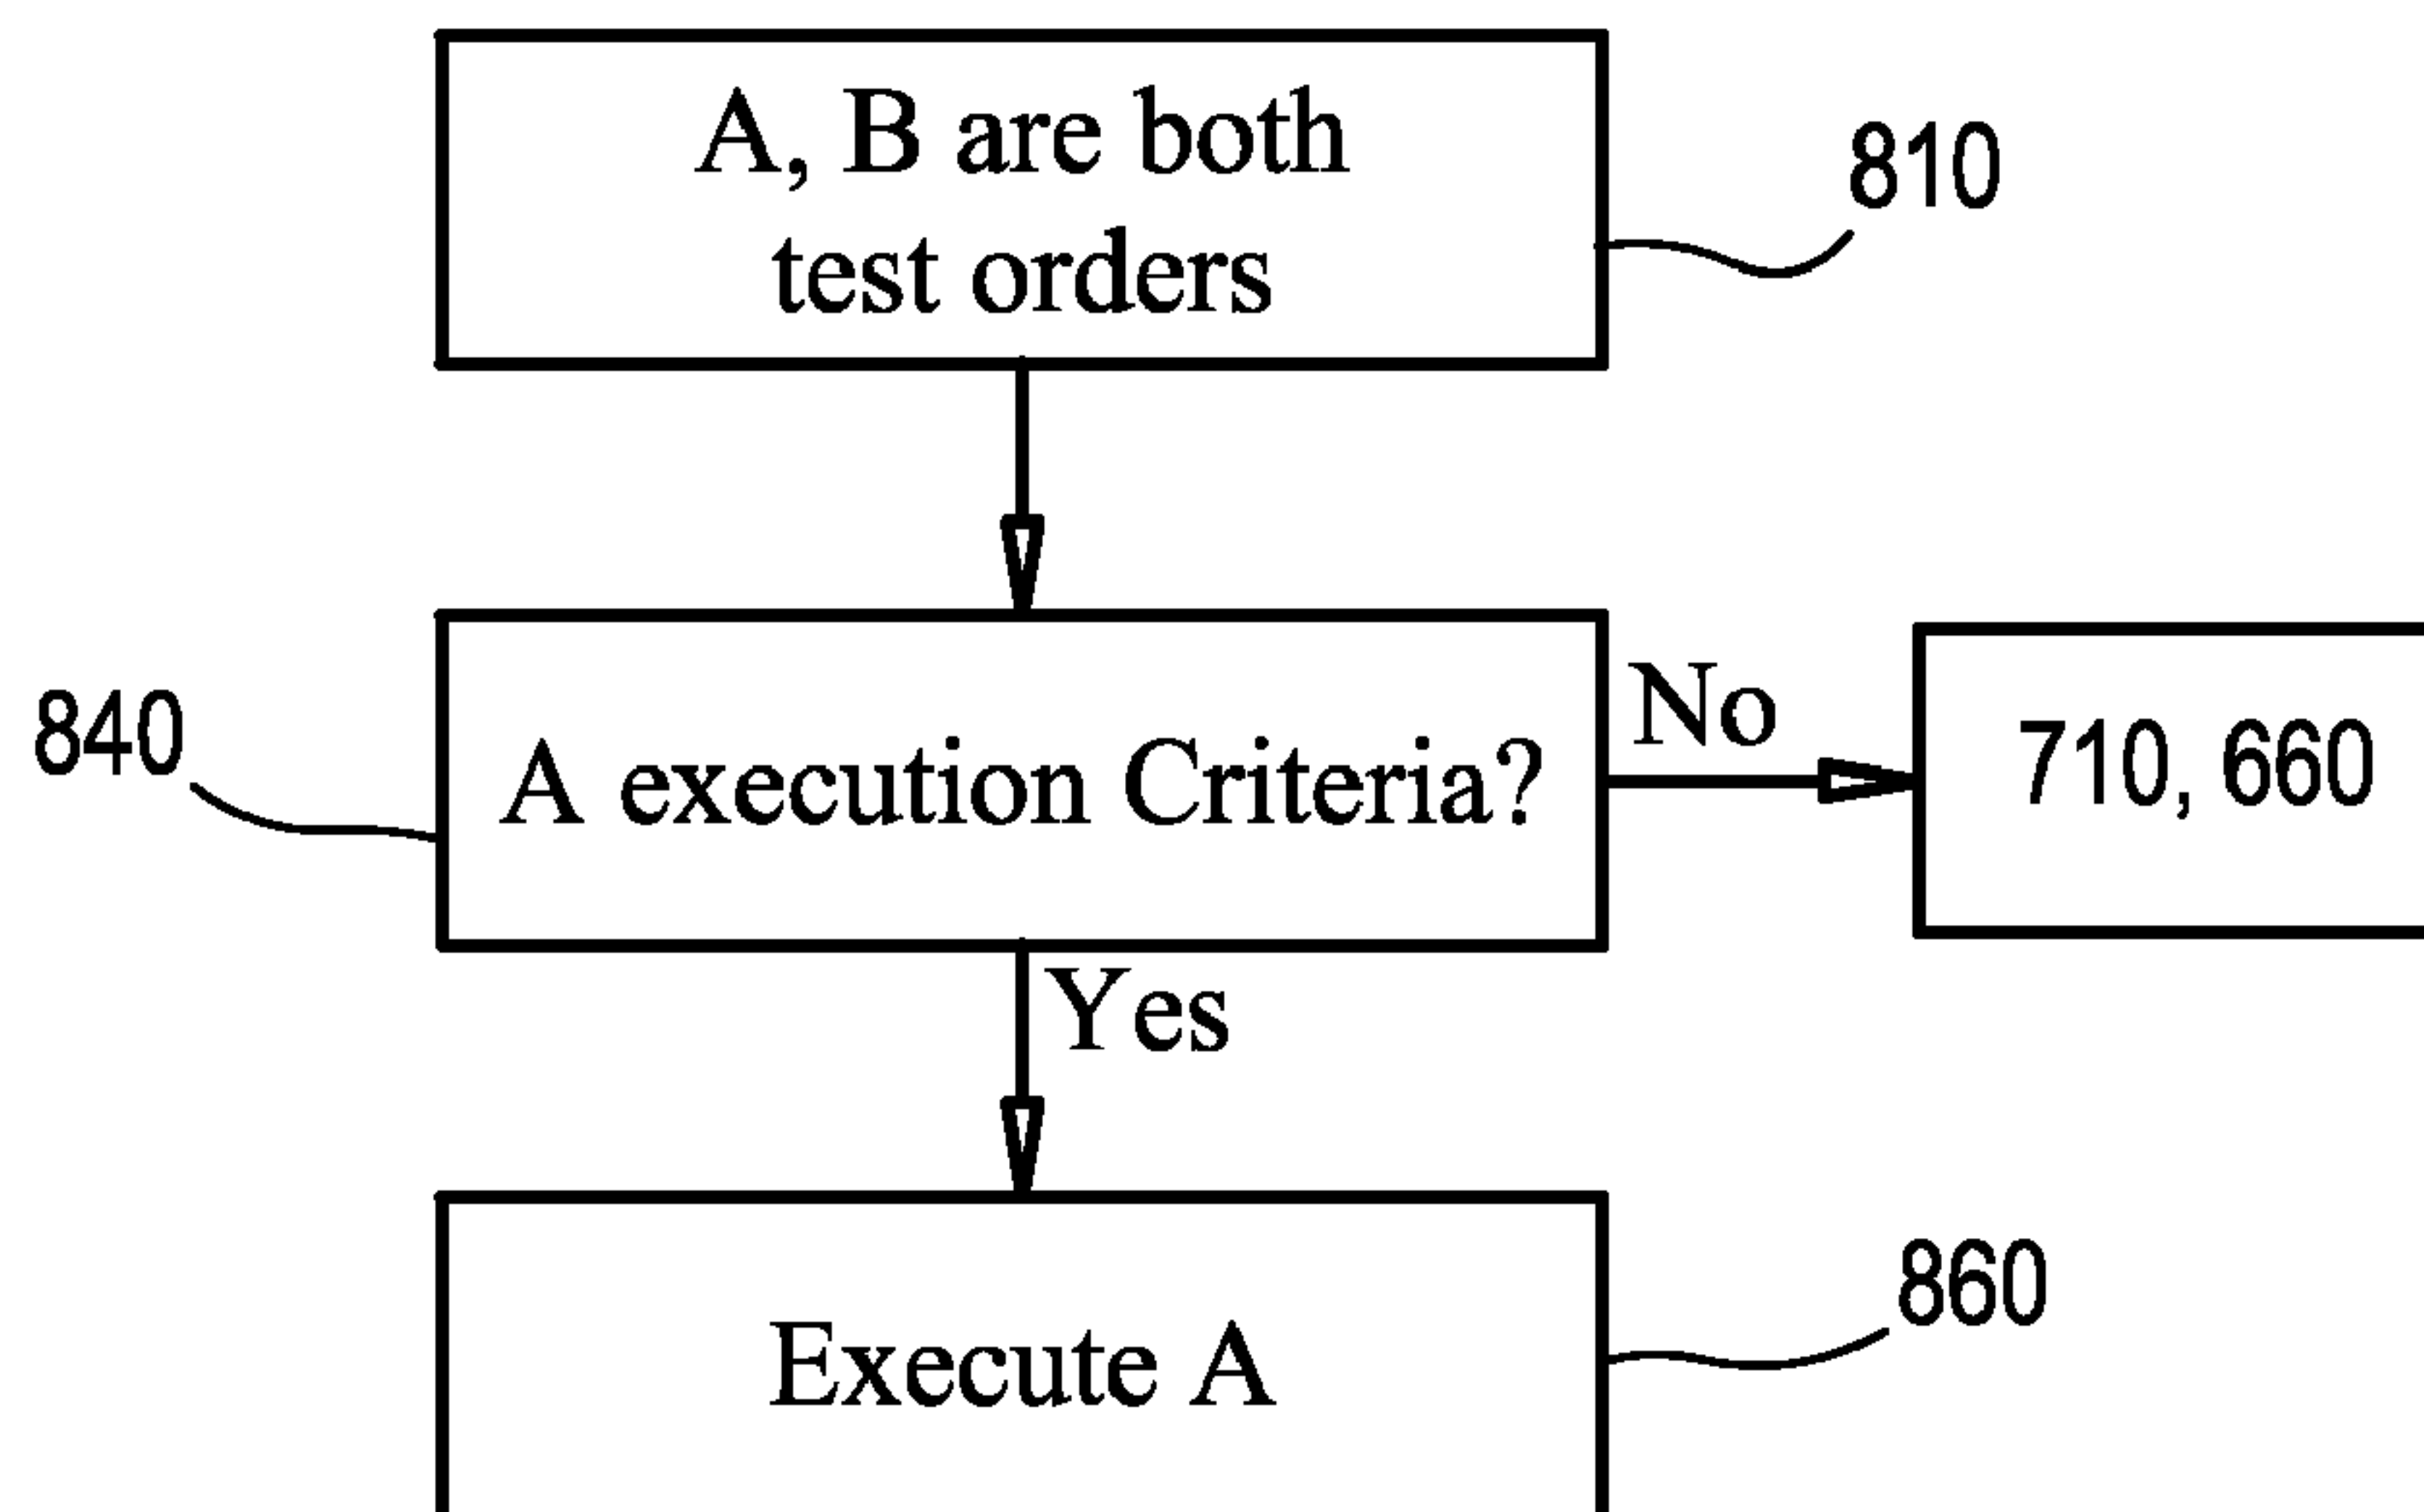 A, B are both
test orders
810
840
A execution Criteria?
No
710, 660
Yes
Execute A
860